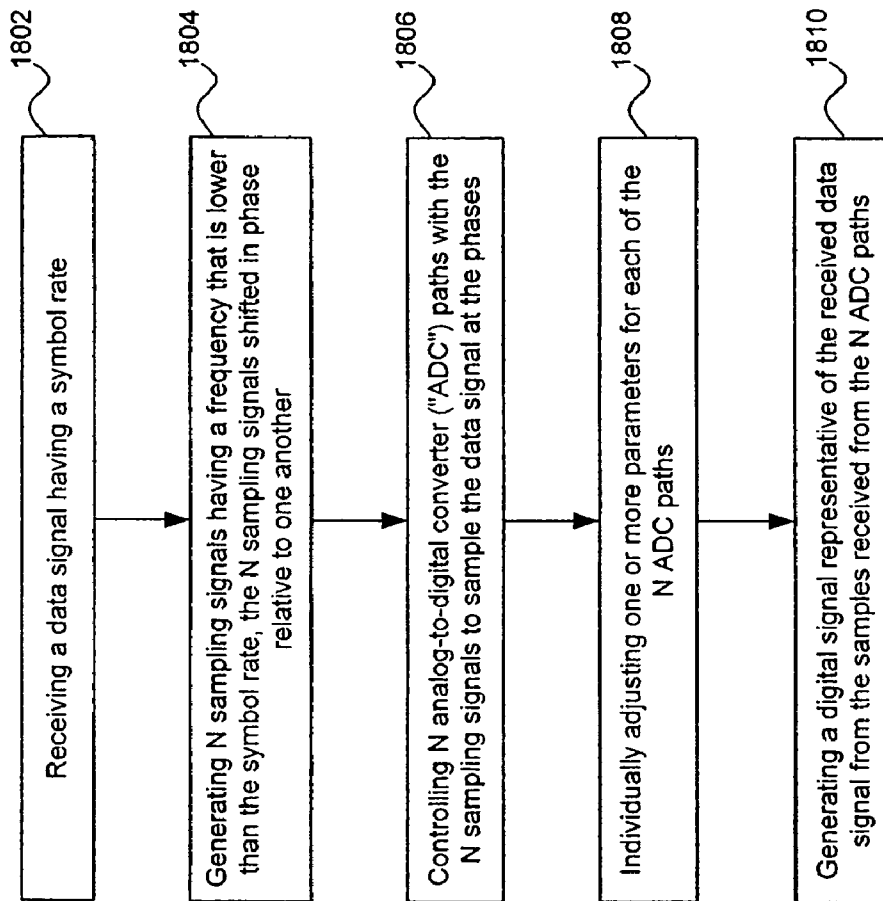 1802
Receiving a data signal having a symbol rate
1804
Generating N sampling signals having a frequency that is lower
than the symbol rate, the N sampling signals shifted in phase
relative to one another
1806
Controlling N analog-to-digital converter ("ADC") paths with the
N sampling signals to sample the data signal at the phases
1808
Individually adjusting one or more parameters for each of the
N ADC paths
1810
Generating a digital signal representative of the received data
signal from the samples received from the N ADC paths